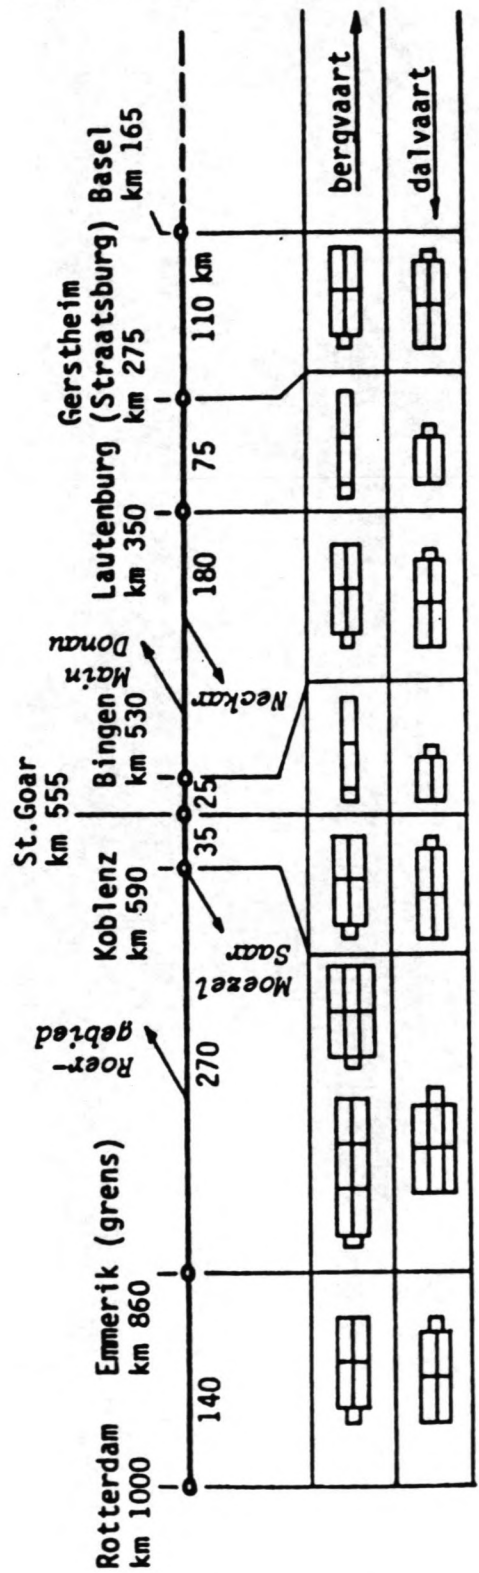 Rotterdam
km 1000
Emmerik (grens)
km 860
Koblenz
km 590
St.Goar
km 555
Bingen
km 530
Lautenburg
km 350
Gerstheim
(Straatsburg)
km 275
Basel
km 165
Roer-
gebied
Main
Donau
140
270
35
25
180
75
110 km
Moezel
Saar
Neckar
bergvaart
dalvaart